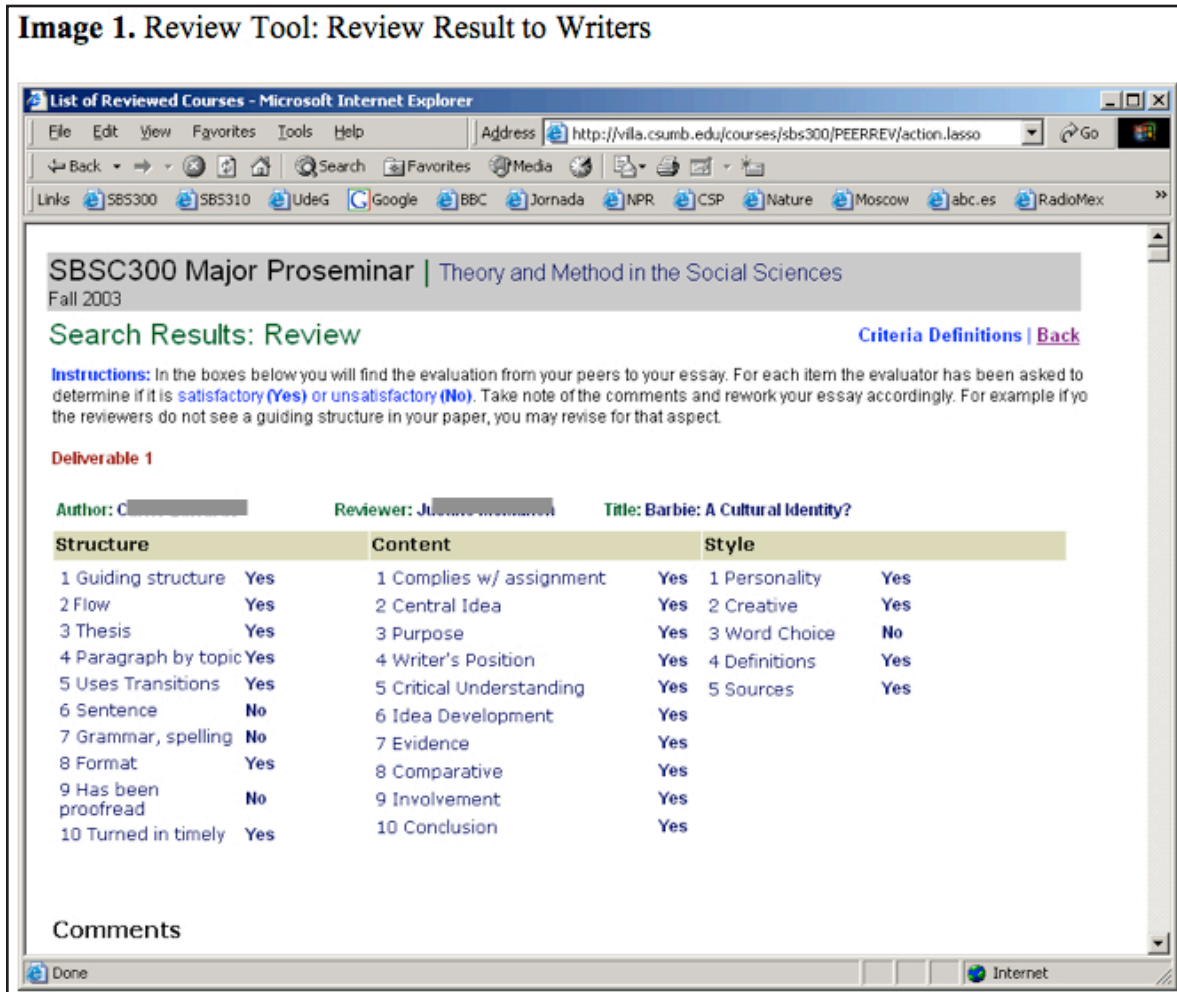 Image 1. Review Tool: Review Result to Writers
List of Reviewed Courses - Microsoft Internet Explorer
File Edit View Favorites Tools Help Address http://villa.csumb.edu/courses/sbs300/PEERREV/action.lasso Go
Back Search Favorites Media
Links SBS300 SBS310 UdeG Google BBC Jornada NPR CSP Nature Moscow abc.es RadioMex »
SBSC300 Major Proseminar | Theory and Method in the Social Sciences
Fall 2003
Search Results: Review Criteria Definitions | Back
Instructions: In the boxes below you will find the evaluation from your peers to your essay. For each item the evaluator has been asked to
determine if it is satisfactory (Yes) or unsatisfactory (No). Take note of the comments and rework your essay accordingly. For example if yo
the reviewers do not see a guiding structure in your paper, you may revise for that aspect.
Deliverable 1
Author: Reviewer: Title: Barbie: A Cultural Identity?
Structure Content Style
1 Guiding structure Yes 1 Complies w/ assignment Yes 1 Personality Yes
2 Flow Yes 2 Central Idea Yes 2 Creative Yes
3 Thesis Yes 3 Purpose Yes 3 Word Choice No
4 Paragraph by topic Yes 4 Writer's Position Yes 4 Definitions Yes
5 Uses Transitions Yes 5 Critical Understanding Yes 5 Sources Yes
6 Sentence No 6 Idea Development Yes
7 Grammar, spelling No 7 Evidence Yes
8 Format Yes 8 Comparative Yes
9 Has been
proofread No 9 Involvement Yes
10 Turned in timely Yes 10 Conclusion Yes
Comments
Done Internet